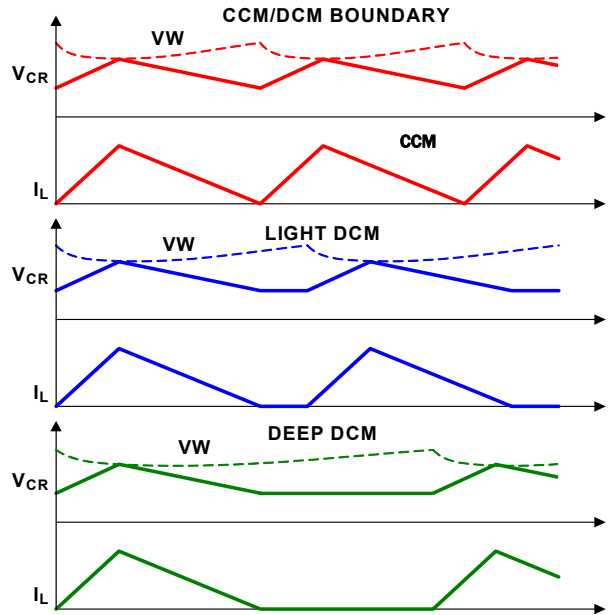 CCM/DCM BOUNDARY
VW
VCR
CCM
IL
LIGHT DCM
VW
VCR
IL
DEEP DCM
VW
VCR
IL